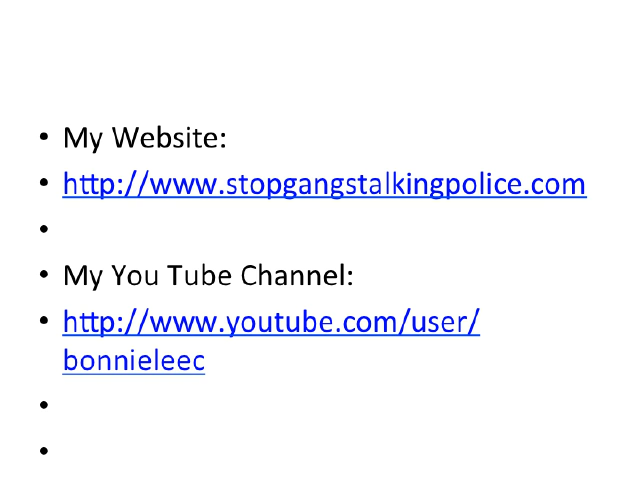 • My Website:
• http://www.stopgangstalkingpolice.com
•
• My You Tube Channel:
• http://www.youtube.com/user/
bonnieleec
•
•